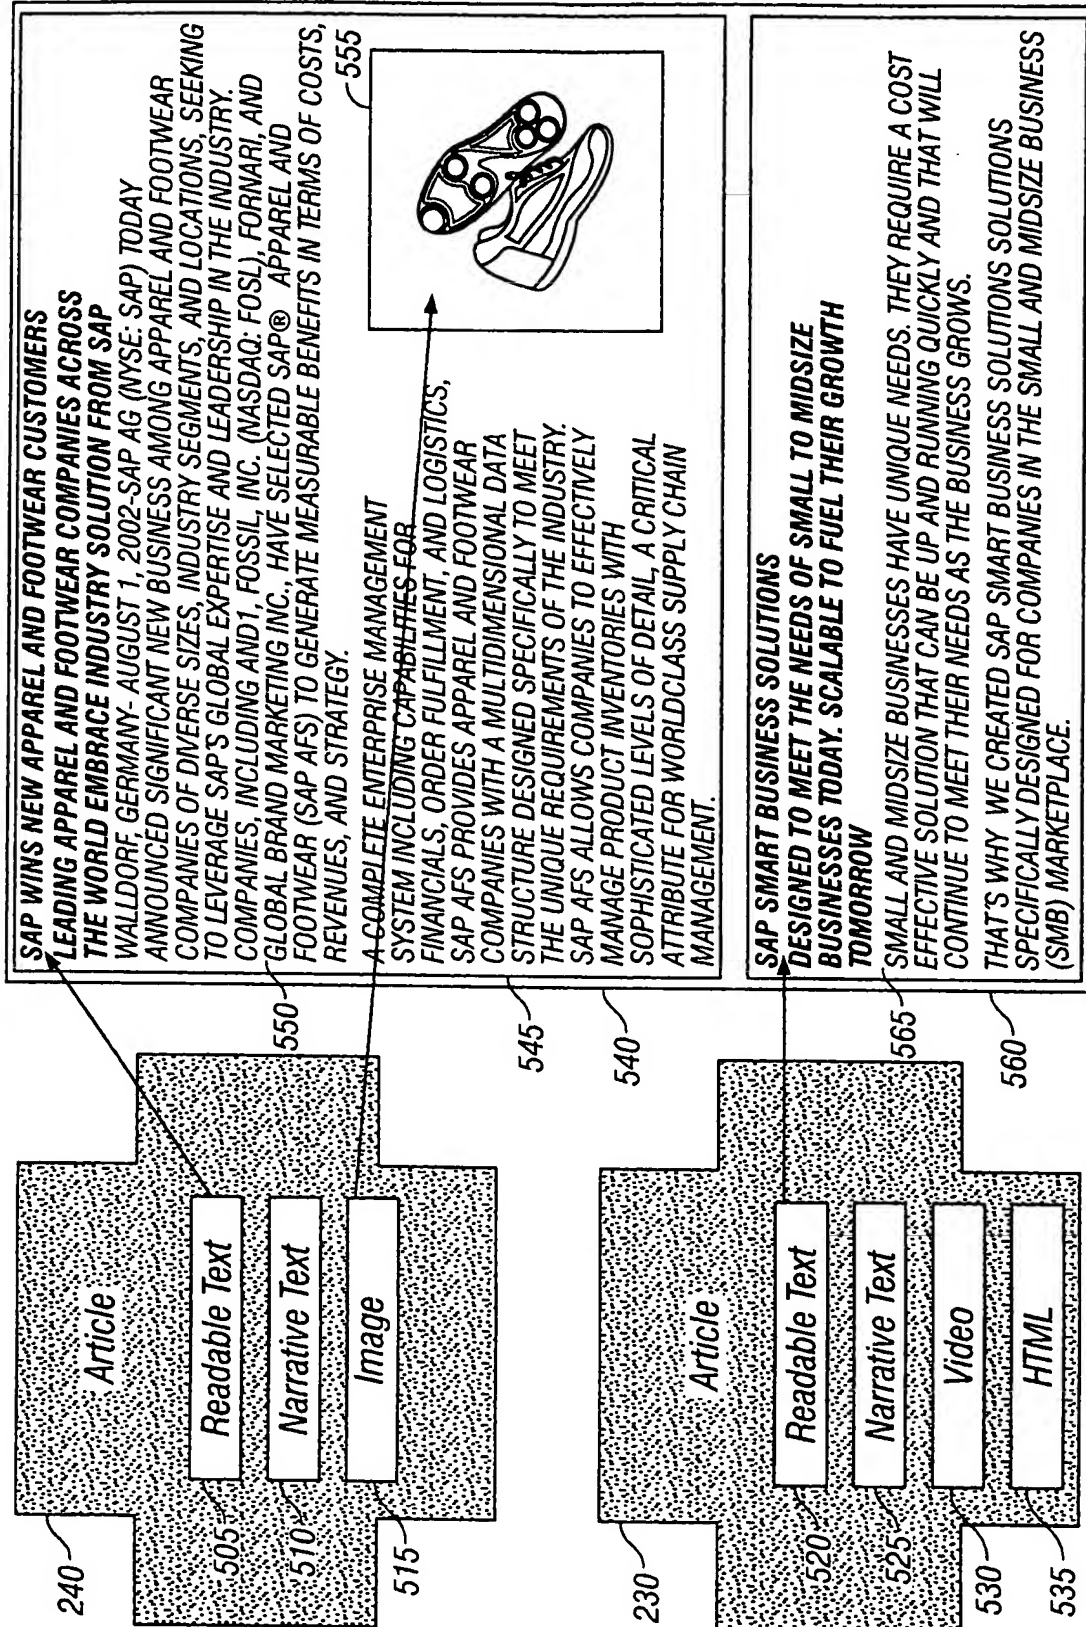 240
Article
505
Readable Text
510
Narrative Text
515
Image
230
Article
520
Readable Text
525
Narrative Text
530
Video
535
HTML
SAP WINS NEW APPAREL AND FOOTWEAR CUSTOMERS
LEADING APPAREL AND FOOTWEAR COMPANIES ACROSS
THE WORLD EMBRACE INDUSTRY SOLUTION FROM SAP
WALLDORF, GERMANY- AUGUST 1, 2002-SAP AG (NYSE: SAP) TODAY
ANNOUNCED SIGNIFICANT NEW BUSINESS AMONG APPAREL AND FOOTWEAR
COMPANIES OF DIVERSE SIZES, INDUSTRY SEGMENTS, AND LOCATIONS, SEEKING
TO LEVERAGE SAP'S GLOBAL EXPERTISE AND LEADERSHIP IN THE INDUSTRY.
COMPANIES, INCLUDING AND1, FOSSIL, INC. (NASDAQ: FOSL), FORNARI, AND
GLOBAL BRAND MARKETING INC., HAVE SELECTED SAP® APPAREL AND
FOOTWEAR (SAP AFS) TO GENERATE MEASURABLE BENEFITS IN TERMS OF COSTS,
REVENUES, AND STRATEGY.
A COMPLETE ENTERPRISE MANAGEMENT
SYSTEM INCLUDING CAPABILITIES FOR
FINANCIALS, ORDER FULFILLMENT, AND LOGISTICS,
SAP AFS PROVIDES APPAREL AND FOOTWEAR
COMPANIES WITH A MULTIDIMENSIONAL DATA
STRUCTURE DESIGNED SPECIFICALLY TO MEET
THE UNIQUE REQUIREMENTS OF THE INDUSTRY.
SAP AFS ALLOWS COMPANIES TO EFFECTIVELY
MANAGE PRODUCT INVENTORIES WITH
SOPHISTICATED LEVELS OF DETAIL, A CRITICAL
ATTRIBUTE FOR WORLDCLASS SUPPLY CHAIN
MANAGEMENT.
555
550
545
540
SAP SMART BUSINESS SOLUTIONS
DESIGNED TO MEET THE NEEDS OF SMALL TO MIDSIZE
BUSINESSES TODAY. SCALABLE TO FUEL THEIR GROWTH
TOMORROW
SMALL AND MIDSIZE BUSINESSES HAVE UNIQUE NEEDS. THEY REQUIRE A COST
EFFECTIVE SOLUTION THAT CAN BE UP AND RUNNING QUICKLY AND THAT WILL
CONTINUE TO MEET THEIR NEEDS AS THE BUSINESS GROWS.
THAT'S WHY WE CREATED SAP SMART BUSINESS SOLUTIONS SOLUTIONS
SPECIFICALLY DESIGNED FOR COMPANIES IN THE SMALL AND MIDSIZE BUSINESS
(SMB) MARKETPLACE.
565
560